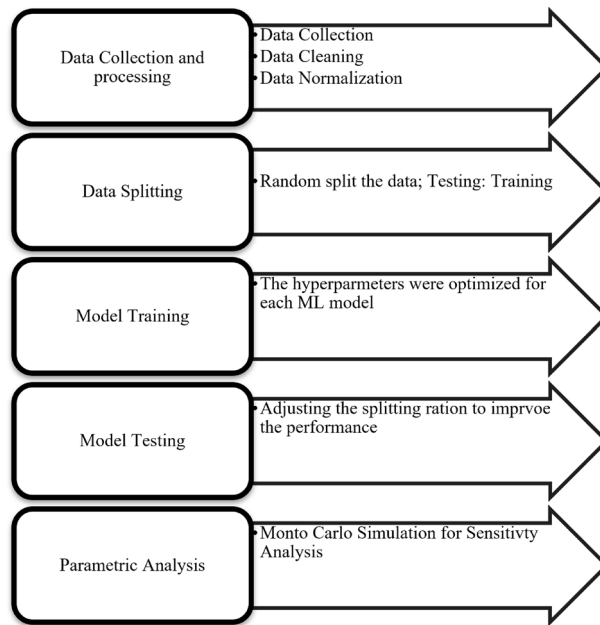 Data Collection and
processing
• Data Collection
• Data Cleaning
• Data Normalization
Data Splitting
• Random split the data; Testing: Training
Model Training
• The hyperparmeters were optimized for
each ML model
Model Testing
• Adjusting the splitting ration to imprvoe
the performance
Parametric Analysis
• Monto Carlo Simulation for Sensitivty
Analysis